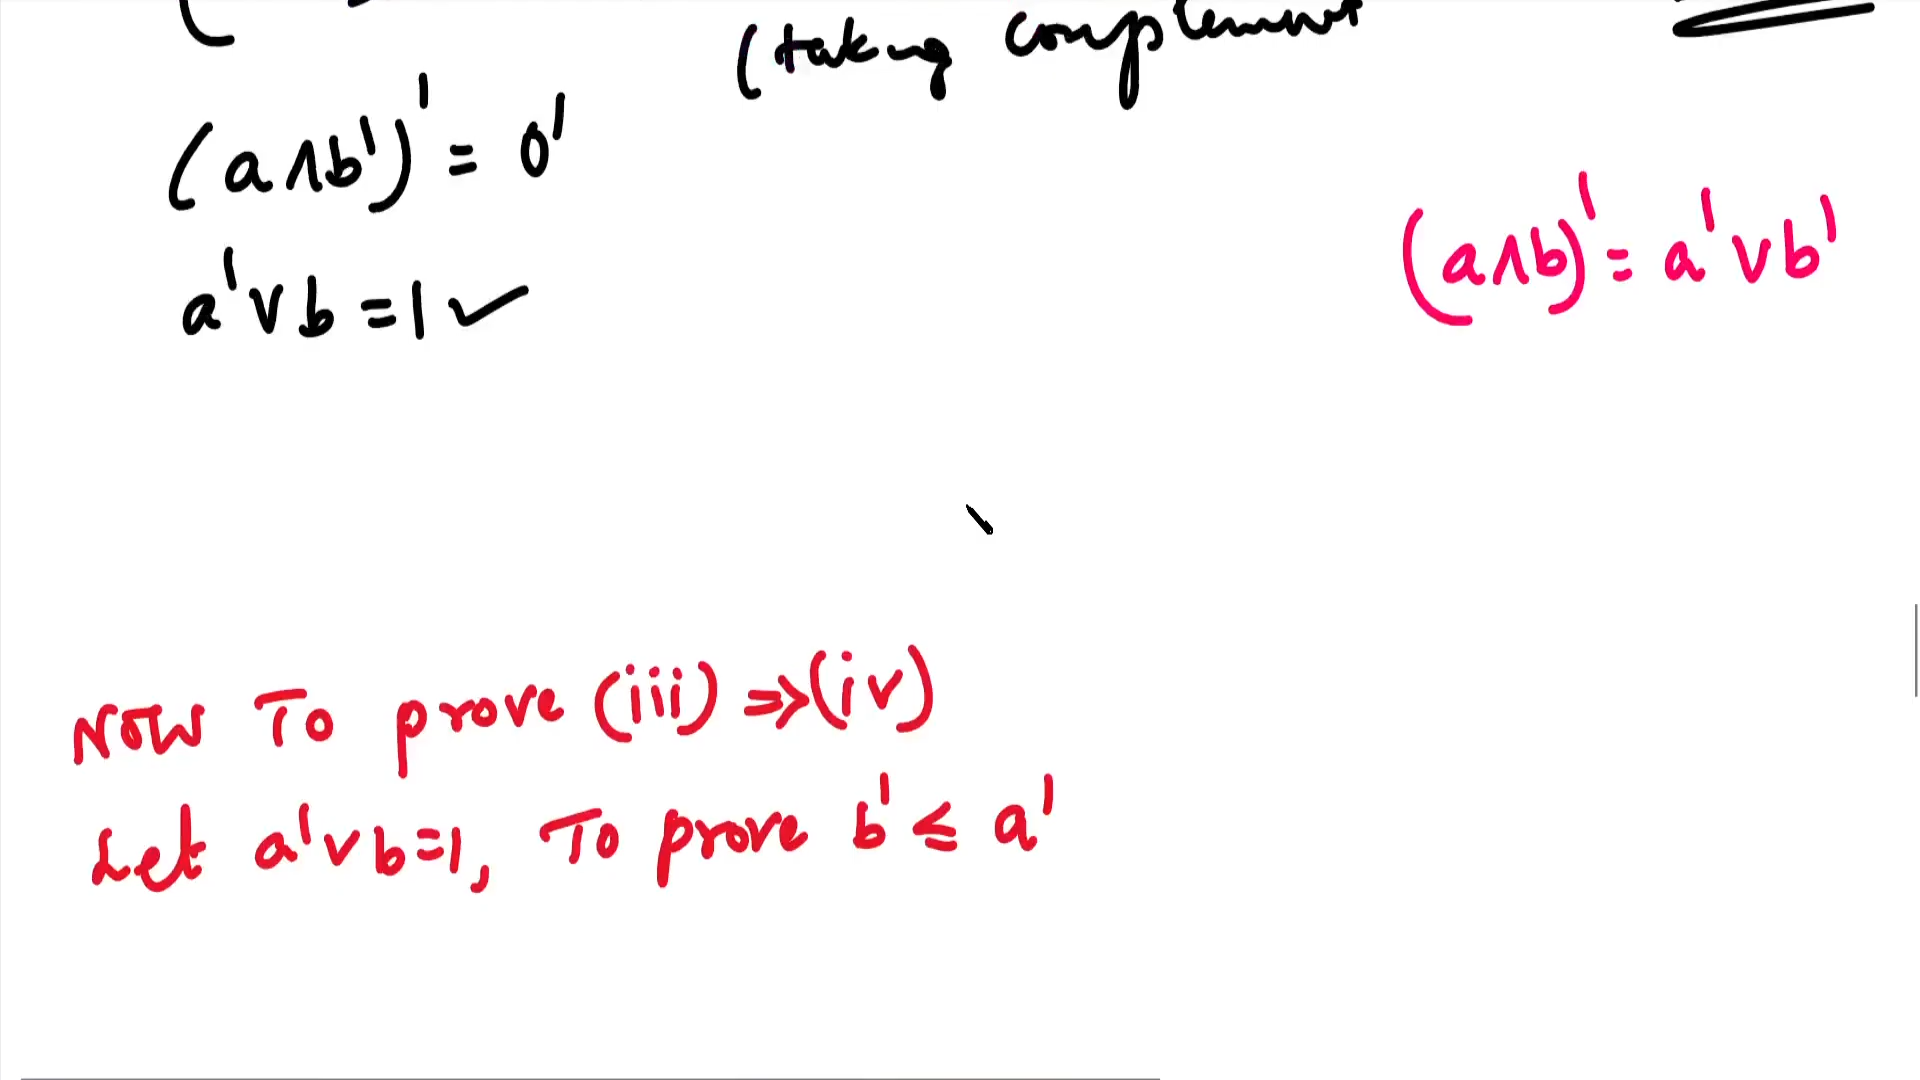 (taking complement
(a∧b')' = 0'
(a∧b)' = a'∨b'
a'∨b = 1 ✓
Now To prove (iii) ⇒ (iv)
Let a'∨b=1, To prove b' ≤ a'